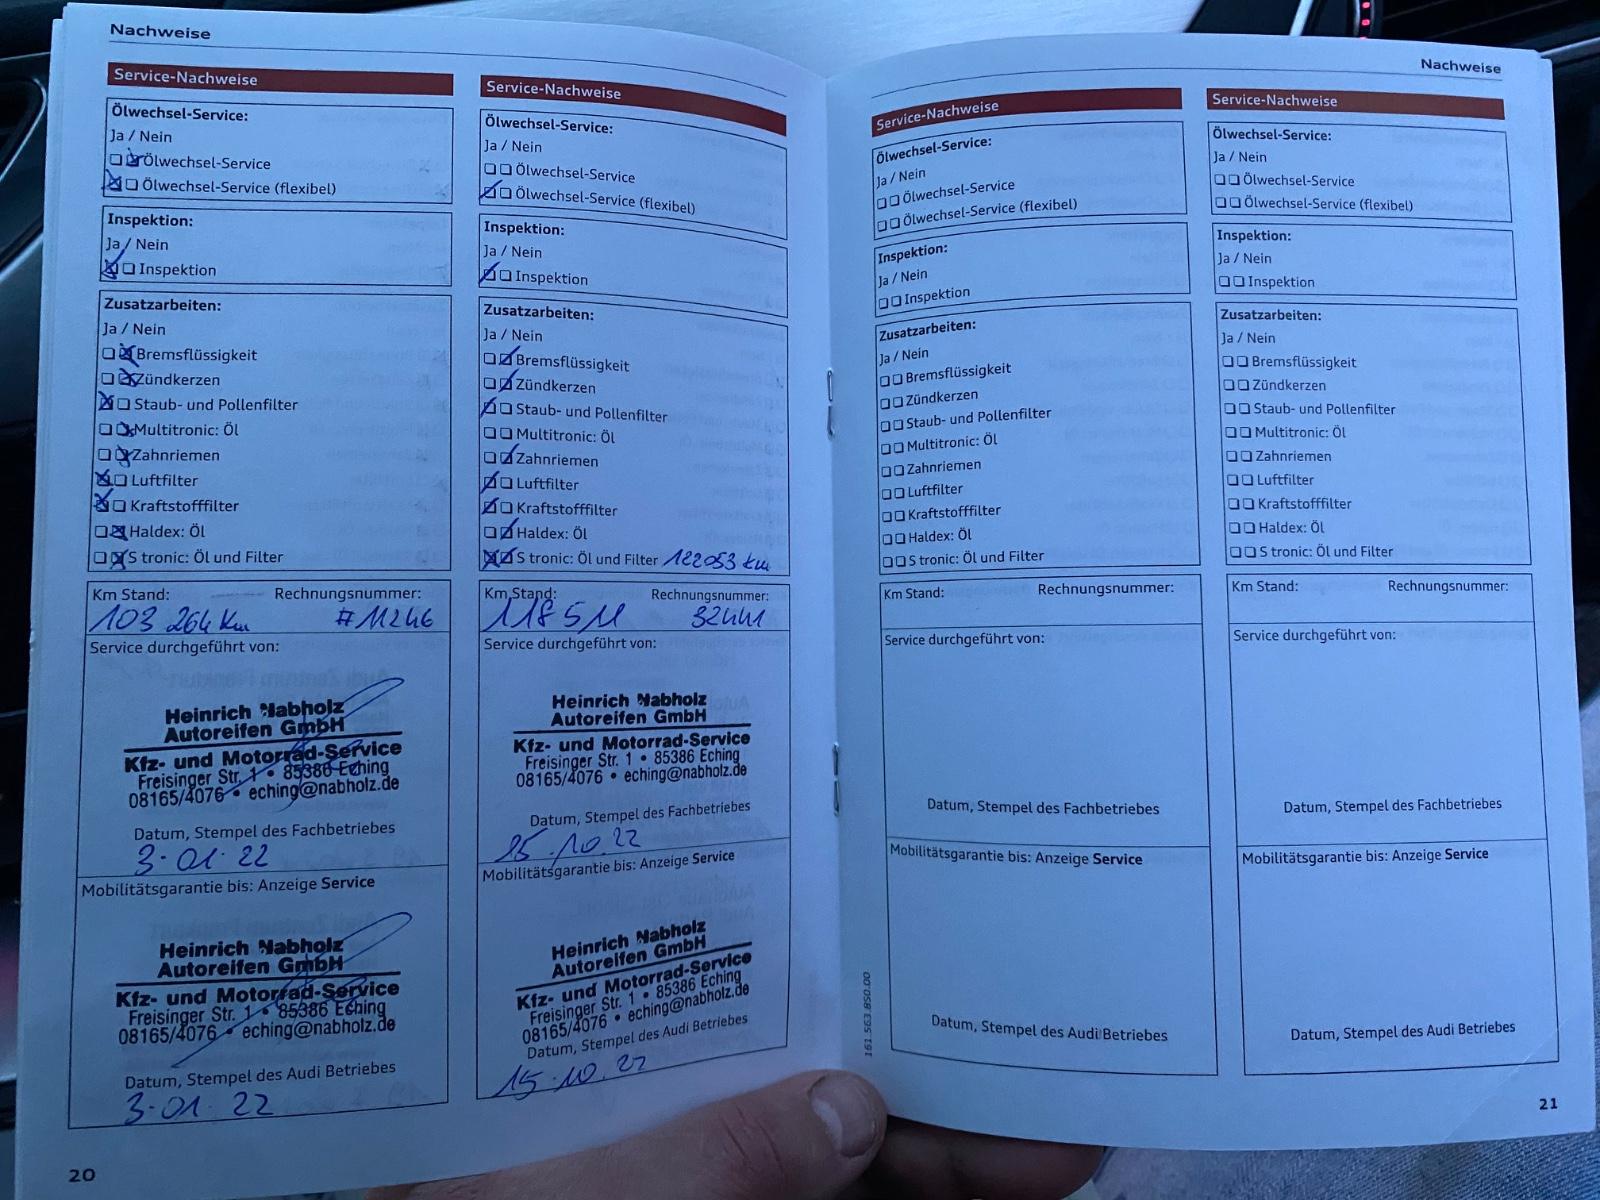 Nachweise
Service-Nachweise
Ölwechsel-Service:
Ja / Nein
Ölwechsel-Service
Ölwechsel-Service (flexibel)
Inspektion:
Ja / Nein
Inspektion
Zusatzarbeiten:
Ja / Nein
Bremsflüssigkeit
Zündkerzen
Staub- und Pollenfilter
Multitronic: Öl
Zahnriemen
Luftfilter
Kraftstofffilter
Haldex: Öl
S tronic: Öl und Filter
Km Stand: Rechnungsnummer:
103 264 Km #11246
Service durchgeführt von:
Heinrich Nabholz
Autoreifen GmbH
Kfz- und Motorrad-Service
Freisinger Str. 1 • 85386 Eching
08165/4076 • eching@nabholz.de
Datum, Stempel des Fachbetriebes
3·01·22
Mobilitätsgarantie bis: Anzeige Service
Heinrich Nabholz
Autoreifen GmbH
Kfz- und Motorrad-Service
Freisinger Str. 1 • 85386 Eching
08165/4076 • eching@nabholz.de
Datum, Stempel des Audi Betriebes
3·01·22
20
Service-Nachweise
Ölwechsel-Service:
Ja / Nein
Ölwechsel-Service
Ölwechsel-Service (flexibel)
Inspektion:
Ja / Nein
Inspektion
Zusatzarbeiten:
Ja / Nein
Bremsflüssigkeit
Zündkerzen
Staub- und Pollenfilter
Multitronic: Öl
Zahnriemen
Luftfilter
Kraftstofffilter
Haldex: Öl
S tronic: Öl und Filter 122053 km
Km Stand: Rechnungsnummer:
118511 32441
Service durchgeführt von:
Heinrich Nabholz
Autoreifen GmbH
Kfz- und Motorrad-Service
Freisinger Str. 1 • 85386 Eching
08165/4076 • eching@nabholz.de
Datum, Stempel des Fachbetriebes
.10.22
Mobilitätsgarantie bis: Anzeige Service
Heinrich Nabholz
Autoreifen GmbH
Kfz- und Motorrad-Service
Freisinger Str. 1 • 85386 Eching
08165/4076 • eching@nabholz.de
Datum, Stempel des Audi Betriebes
15.10.22
Nachweise
Service-Nachweise
Ölwechsel-Service:
Ja / Nein
Ölwechsel-Service
Ölwechsel-Service (flexibel)
Inspektion:
Ja / Nein
Inspektion
Zusatzarbeiten:
Ja / Nein
Bremsflüssigkeit
Zündkerzen
Staub- und Pollenfilter
Multitronic: Öl
Zahnriemen
Luftfilter
Kraftstofffilter
Haldex: Öl
S tronic: Öl und Filter
Km Stand: Rechnungsnummer:
Service durchgeführt von:
Datum, Stempel des Fachbetriebes
Mobilitätsgarantie bis: Anzeige Service
Datum, Stempel des Audi Betriebes
161.563.850.00
Service-Nachweise
Ölwechsel-Service:
Ja / Nein
Ölwechsel-Service
Ölwechsel-Service (flexibel)
Inspektion:
Ja / Nein
Inspektion
Zusatzarbeiten:
Ja / Nein
Bremsflüssigkeit
Zündkerzen
Staub- und Pollenfilter
Multitronic: Öl
Zahnriemen
Luftfilter
Kraftstofffilter
Haldex: Öl
S tronic: Öl und Filter
Km Stand: Rechnungsnummer:
Service durchgeführt von:
Datum, Stempel des Fachbetriebes
Mobilitätsgarantie bis: Anzeige Service
Datum, Stempel des Audi Betriebes
21